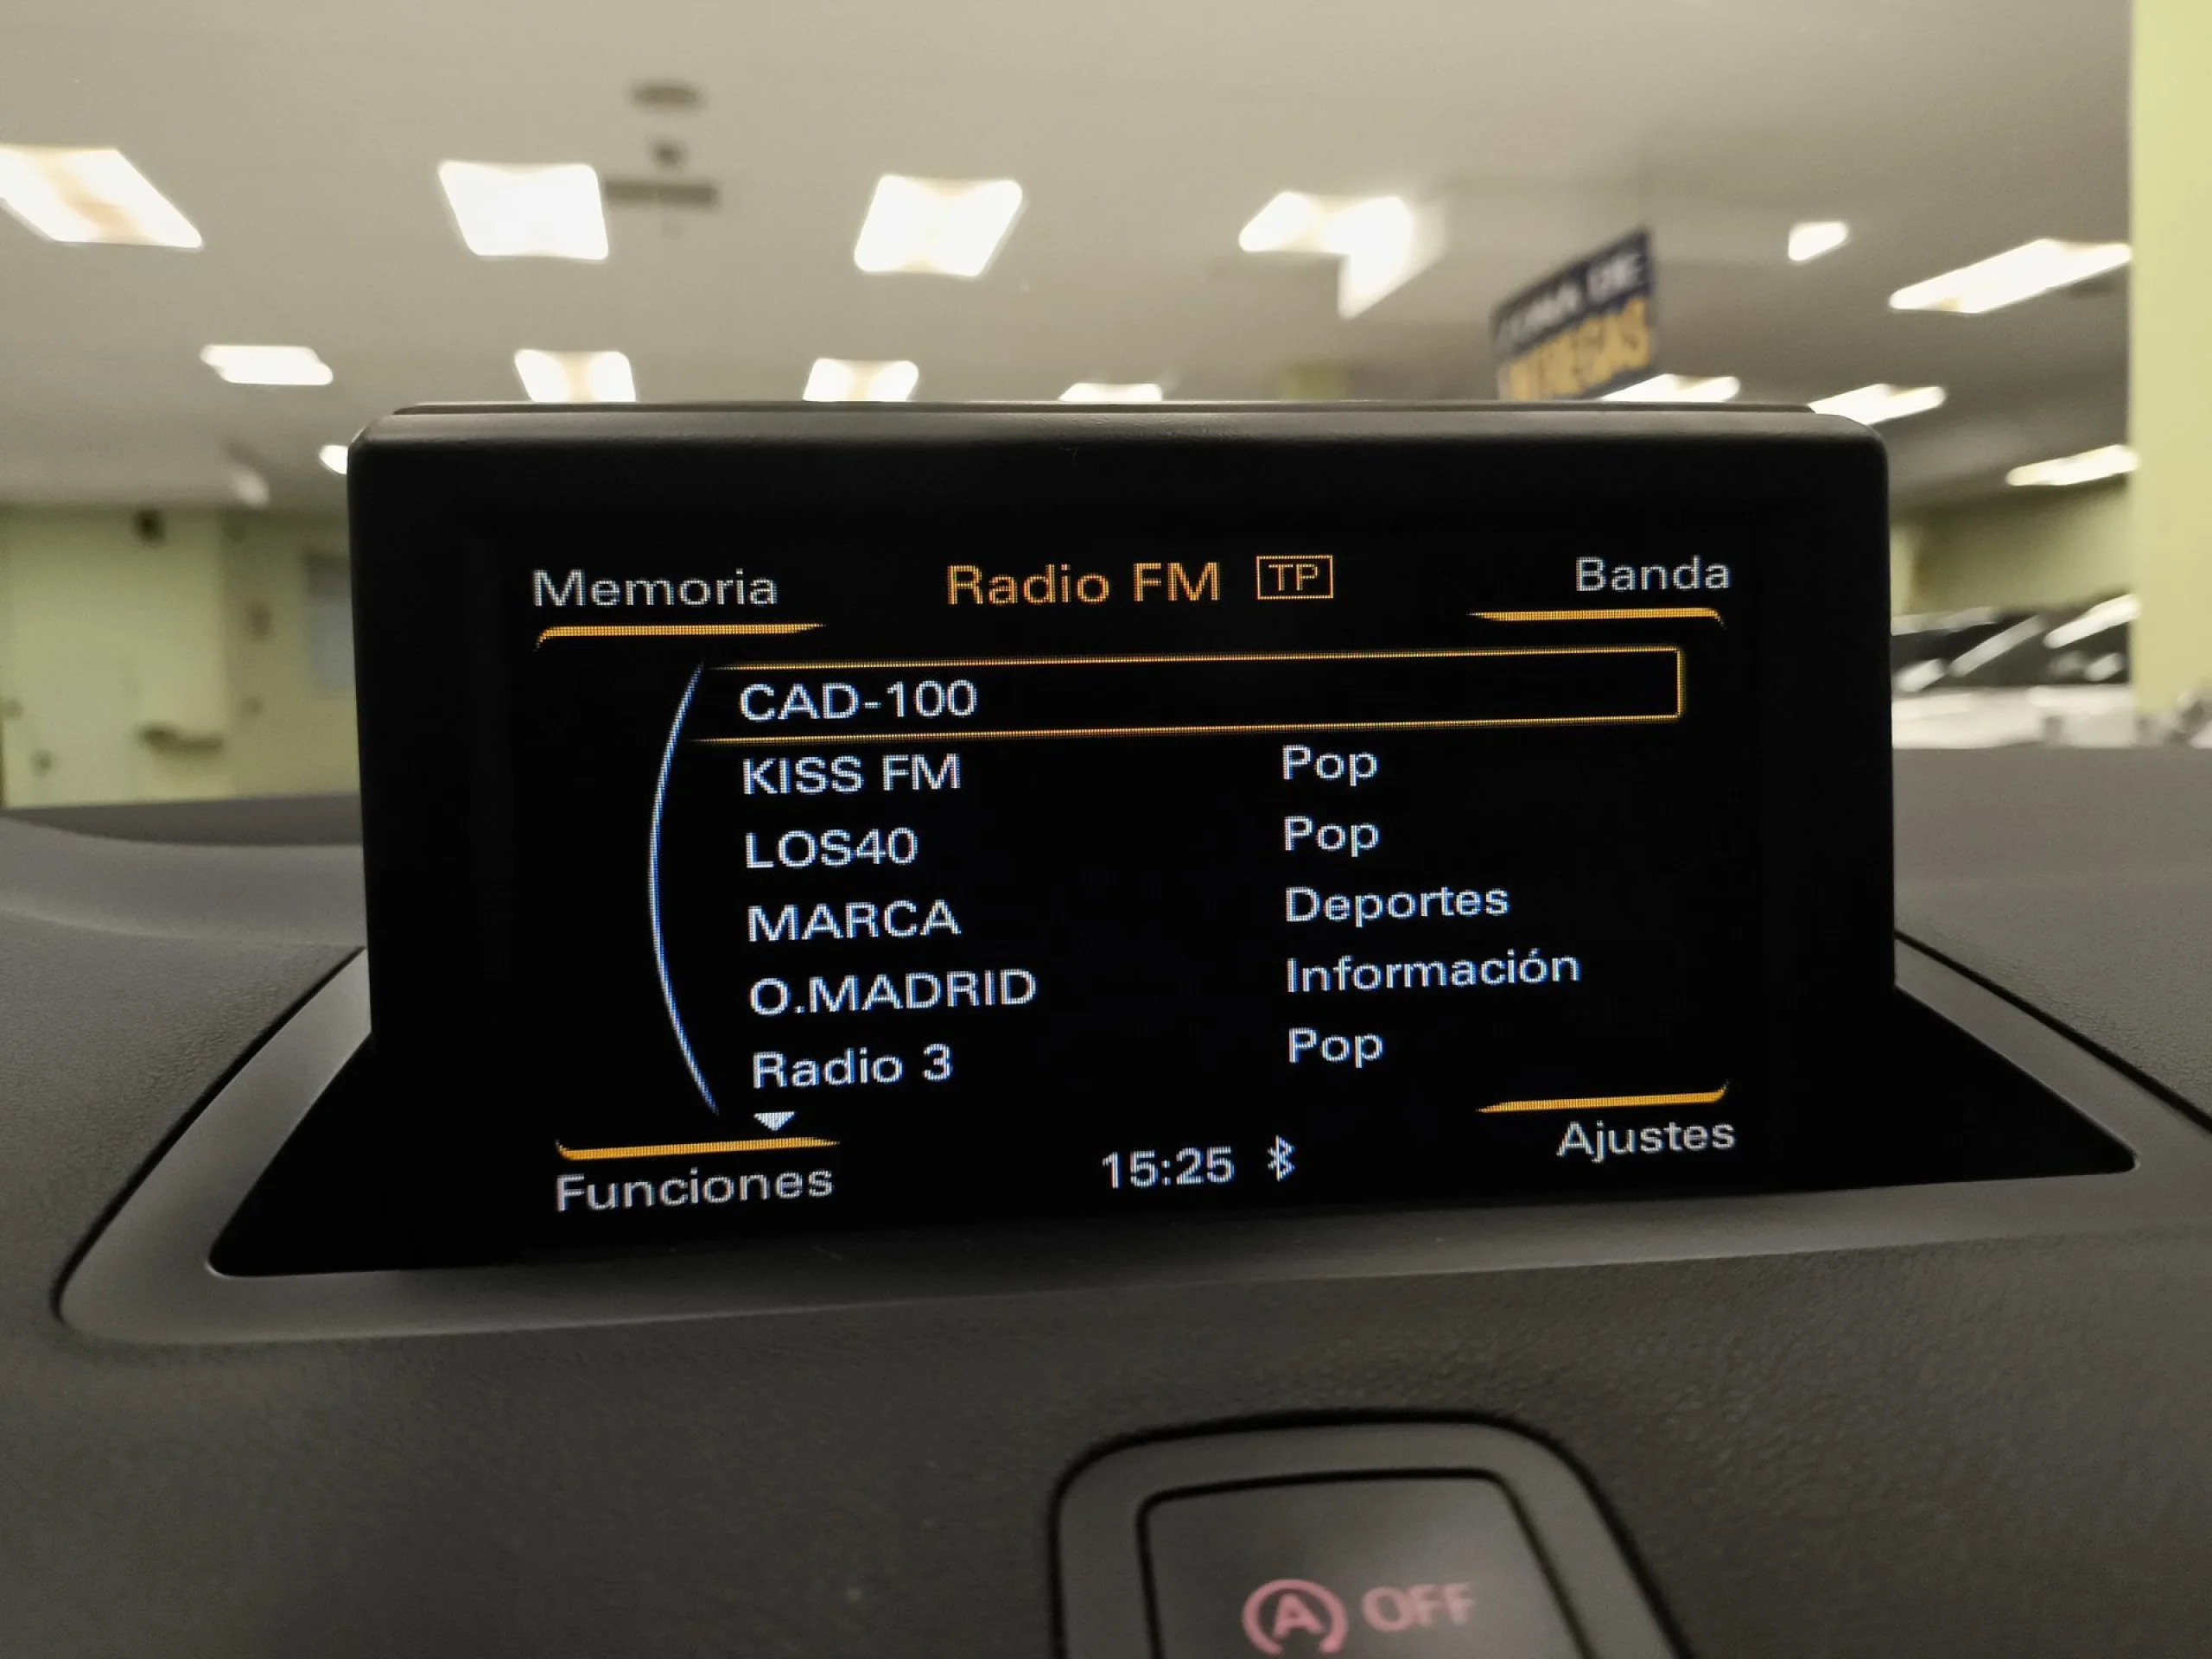 Memoria Radio FM TP Banda
CAD-100
KISS FM Pop
LOS40 Pop
MARCA Deportes
O.MADRID Información
Radio 3 Pop
Funciones 15:25 Ajustes
A OFF